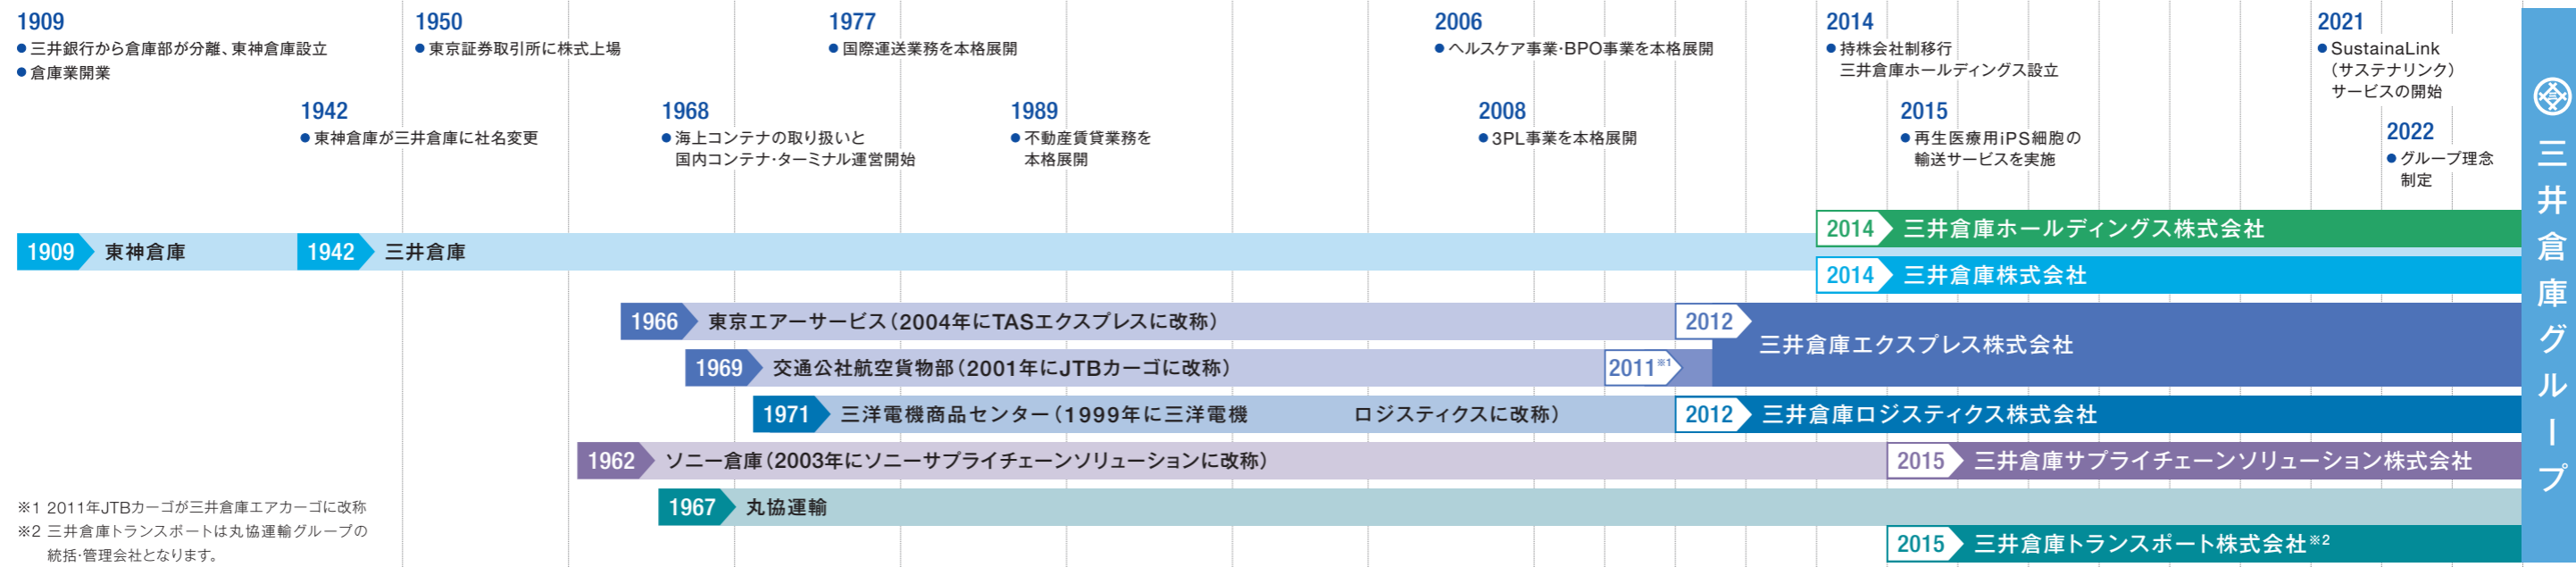 1909
●三井銀行から倉庫部が分離、東神倉庫設立
●倉庫業開業
1942
●東神倉庫が三井倉庫に社名変更
1950
●東京証券取引所に株式上場
1968
●海上コンテナの取り扱いと
国内コンテナ・ターミナル運営開始
1977
●国際運送業務を本格展開
1989
●不動産賃貸業務を
本格展開
2006
●ヘルスケア事業・BPO事業を本格展開
2008
●3PL事業を本格展開
2014
●持株会社制移行
三井倉庫ホールディングス設立
2015
●再生医療用iPS細胞の
輸送サービスを実施
2021
●SustainaLink
（サステナリンク）
サービスの開始
2022
●グループ理念
制定
1909 東神倉庫
1942 三井倉庫
2014 三井倉庫ホールディングス株式会社
2014 三井倉庫株式会社
1966 東京エアーサービス（2004年にTASエクスプレスに改称）
2012
1969 交通公社航空貨物部（2001年にJTBカーゴに改称）
2011※1
三井倉庫エクスプレス株式会社
1971 三洋電機商品センター（1999年に三洋電機 ロジスティクスに改称）
2012 三井倉庫ロジスティクス株式会社
1962 ソニー倉庫（2003年にソニーサプライチェーンソリューションに改称）
2015 三井倉庫サプライチェーンソリューション株式会社
1967 丸協運輸
2015 三井倉庫トランスポート株式会社※2
※1 2011年JTBカーゴが三井倉庫エアカーゴに改称
※2 三井倉庫トランスポートは丸協運輸グループの
統括・管理会社となります。
三井倉庫グループ